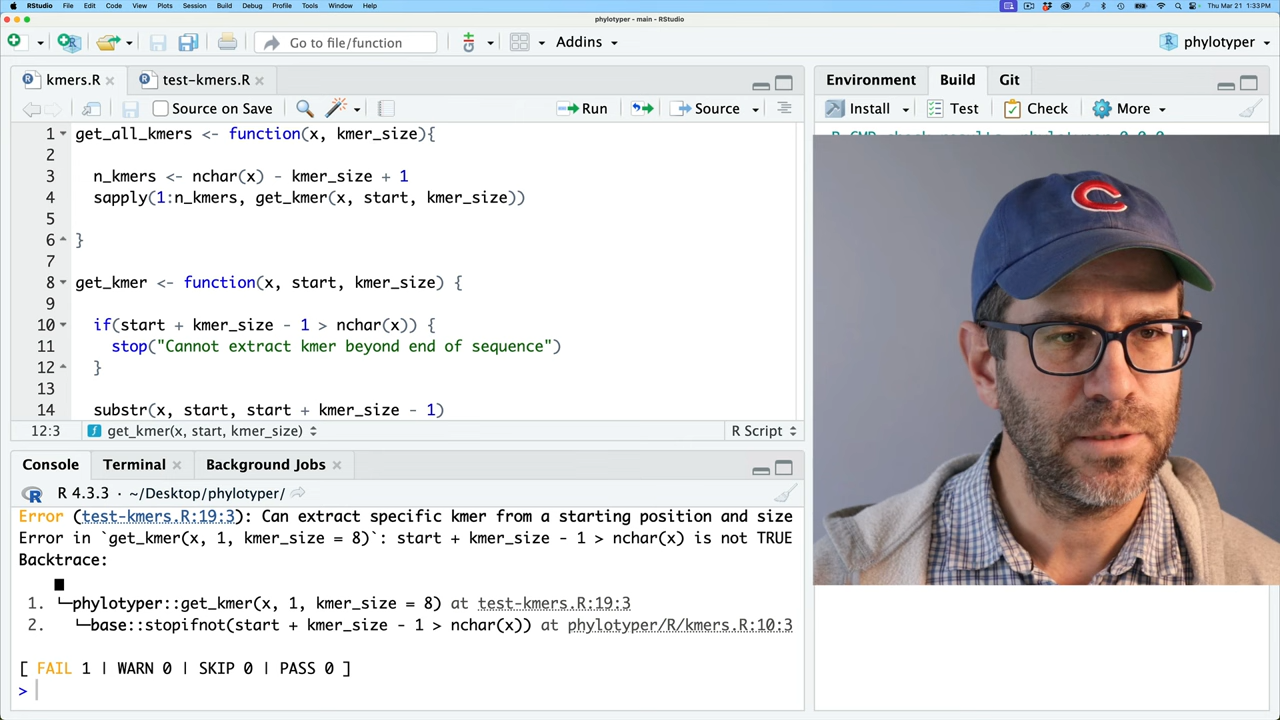 RStudio File Edit Code View Plots Session Build Debug Profile Tools Window Help Thu Mar 21 1:33 PM
phylotyper - main - RStudio
Go to file/function Addins phylotyper
kmers.R test-kmers.R
Source on Save Run Source
1 get_all_kmers <- function(x, kmer_size){
2
3 n_kmers <- nchar(x) - kmer_size + 1
4 sapply(1:n_kmers, get_kmer(x, start, kmer_size))
5
6 }
7
8 get_kmer <- function(x, start, kmer_size) {
9
10 if(start + kmer_size - 1 > nchar(x)) {
11 stop("Cannot extract kmer beyond end of sequence")
12 }
13
14 substr(x, start, start + kmer_size - 1)
12:3 get_kmer(x, start, kmer_size) R Script
Console Terminal Background Jobs
R 4.3.3 · ~/Desktop/phylotyper/
Error (test-kmers.R:19:3): Can extract specific kmer from a starting position and size
Error in `get_kmer(x, 1, kmer_size = 8)`: start + kmer_size - 1 > nchar(x) is not TRUE
Backtrace:
1. └─phylotyper::get_kmer(x, 1, kmer_size = 8) at test-kmers.R:19:3
2. └─base::stopifnot(start + kmer_size - 1 > nchar(x)) at phylotyper/R/kmers.R:10:3
[ FAIL 1 | WARN 0 | SKIP 0 | PASS 0 ]
>
Environment Build Git
Install Test Check More
C